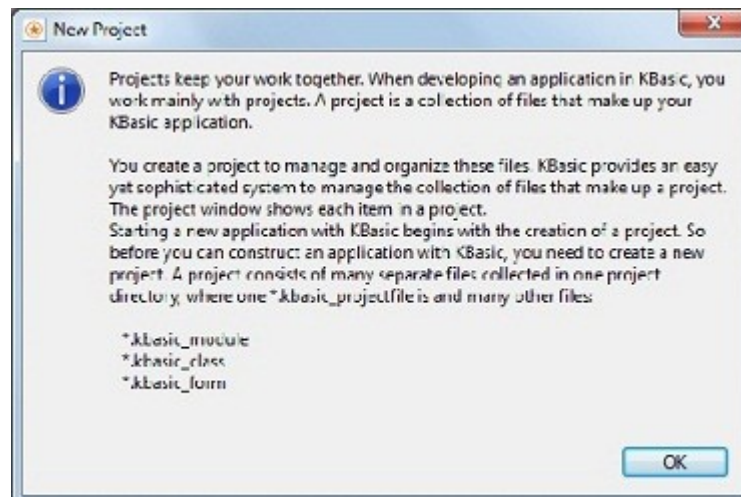 New Project
Projects keep your work together. When developing an application in KBasic, you
work mainly with projects. A project is a collection of files that make up your
KBasic application.
You create a project to manage and organize these files. KBasic provides an easy
yet sophisticated system to manage the collection of files that make up a project.
The project window shows each item in a project.
Starting a new application with KBasic begins with the creation of a project. So
before you can construct an application with KBasic, you need to create a new
project. A project consists of many separate files collected in one project
directory, where one *.kbasic_project file is and many other files:
*.kbasic_module
*.kbasic_class
*.kbasic_form
OK